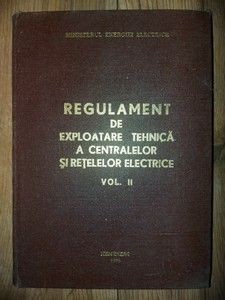 MINISTERUL ENERGIEI ELECTRICE
REGULAMENT
DE
EXPLOATARE TEHNICĂ
A CENTRALELOR
ȘI REȚELELOR ELECTRICE
VOL. II